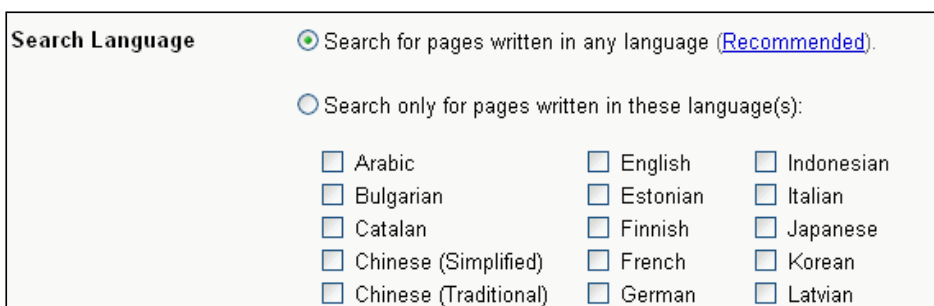 Search Language
Search for pages written in any language (Recommended).
Search only for pages written in these language(s):
Arabic English Indonesian
Bulgarian Estonian Italian
Catalan Finnish Japanese
Chinese (Simplified) French Korean
Chinese (Traditional) German Latvian